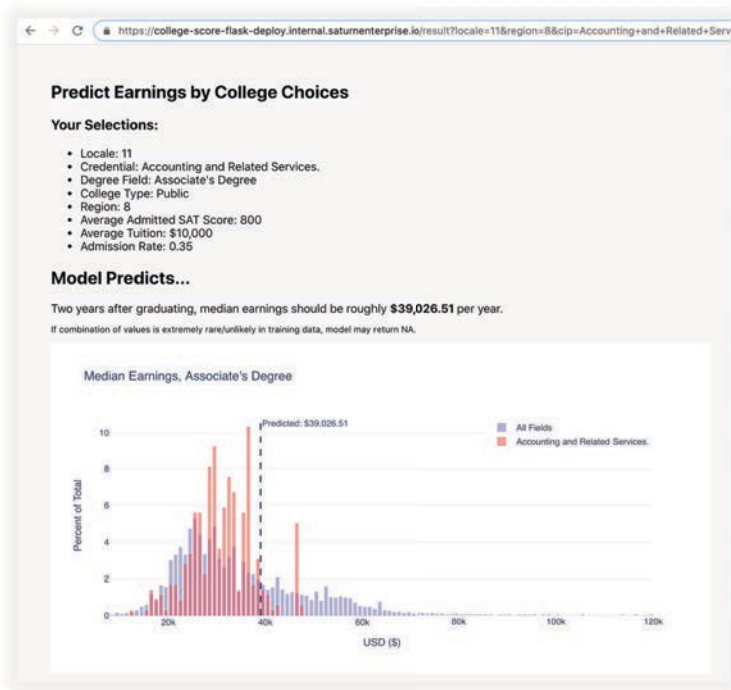 https://college-score-flask-deploy.internal.saturnenterprise.io/result?locale=11&region=8&cip=Accounting+and+Related+Serv
Predict Earnings by College Choices
Your Selections:
• Locale: 11
• Credential: Accounting and Related Services.
• Degree Field: Associate's Degree
• College Type: Public
• Region: 8
• Average Admitted SAT Score: 800
• Average Tuition: $10,000
• Admission Rate: 0.35
Model Predicts...
Two years after graduating, median earnings should be roughly $39,026.51 per year.
If combination of values is extremely rare/unlikely in training data, model may return NA.
Median Earnings, Associate's Degree
Predicted: $39,026.51
All Fields
Accounting and Related Services.
Percent of Total
10
8
6
4
2
0
20k
40k
60k
80k
100k
120k
USD ($)